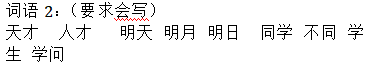 词语 2：（要求会写）
天才 人才 明天 明月 明日 同学 不同 学
生 学问